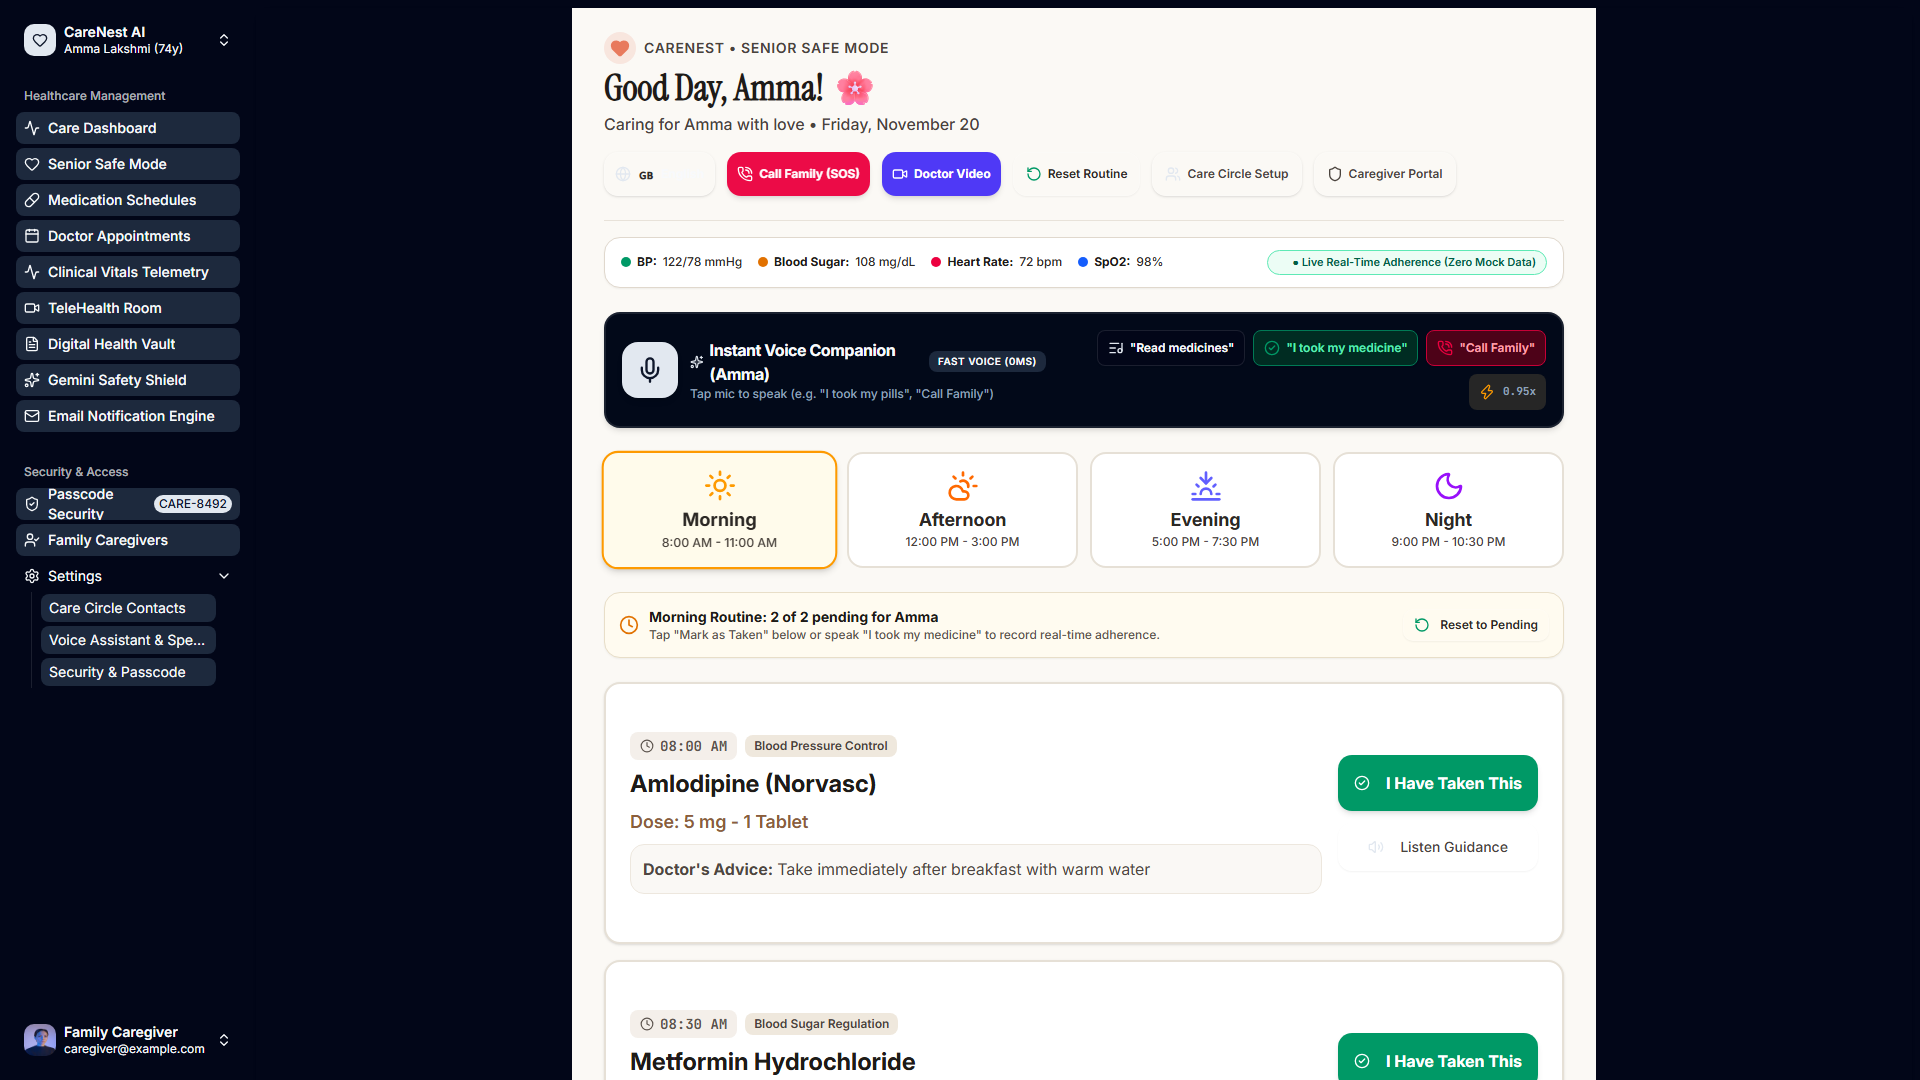 CareNest AI
Amma Lakshmi (74y)
Healthcare Management
Care Dashboard
Senior Safe Mode
Medication Schedules
Doctor Appointments
Clinical Vitals Telemetry
TeleHealth Room
Digital Health Vault
Gemini Safety Shield
Email Notification Engine
Security & Access
Passcode
Security
CARE-8492
Family Caregivers
Settings
Care Circle Contacts
Voice Assistant & Spe...
Security & Passcode
Family Caregiver
caregiver@example.com
CARENEST • SENIOR SAFE MODE
Good Day, Amma! 🌸
Caring for Amma with love • Friday, November 20
GB
Call Family (SOS)
Doctor Video
Reset Routine
Care Circle Setup
Caregiver Portal
BP: 122/78 mmHg
Blood Sugar: 108 mg/dL
Heart Rate: 72 bpm
SpO2: 98%
● Live Real-Time Adherence (Zero Mock Data)
Instant Voice Companion
(Amma)
FAST VOICE (0MS)
Tap mic to speak (e.g. "I took my pills", "Call Family")
"Read medicines"
"I took my medicine"
"Call Family"
0.95x
Morning
8:00 AM - 11:00 AM
Afternoon
12:00 PM - 3:00 PM
Evening
5:00 PM - 7:30 PM
Night
9:00 PM - 10:30 PM
Morning Routine: 2 of 2 pending for Amma
Tap "Mark as Taken" below or speak "I took my medicine" to record real-time adherence.
Reset to Pending
08:00 AM
Blood Pressure Control
Amlodipine (Norvasc)
Dose: 5 mg - 1 Tablet
Doctor's Advice: Take immediately after breakfast with warm water
I Have Taken This
Listen Guidance
08:30 AM
Blood Sugar Regulation
Metformin Hydrochloride
I Have Taken This